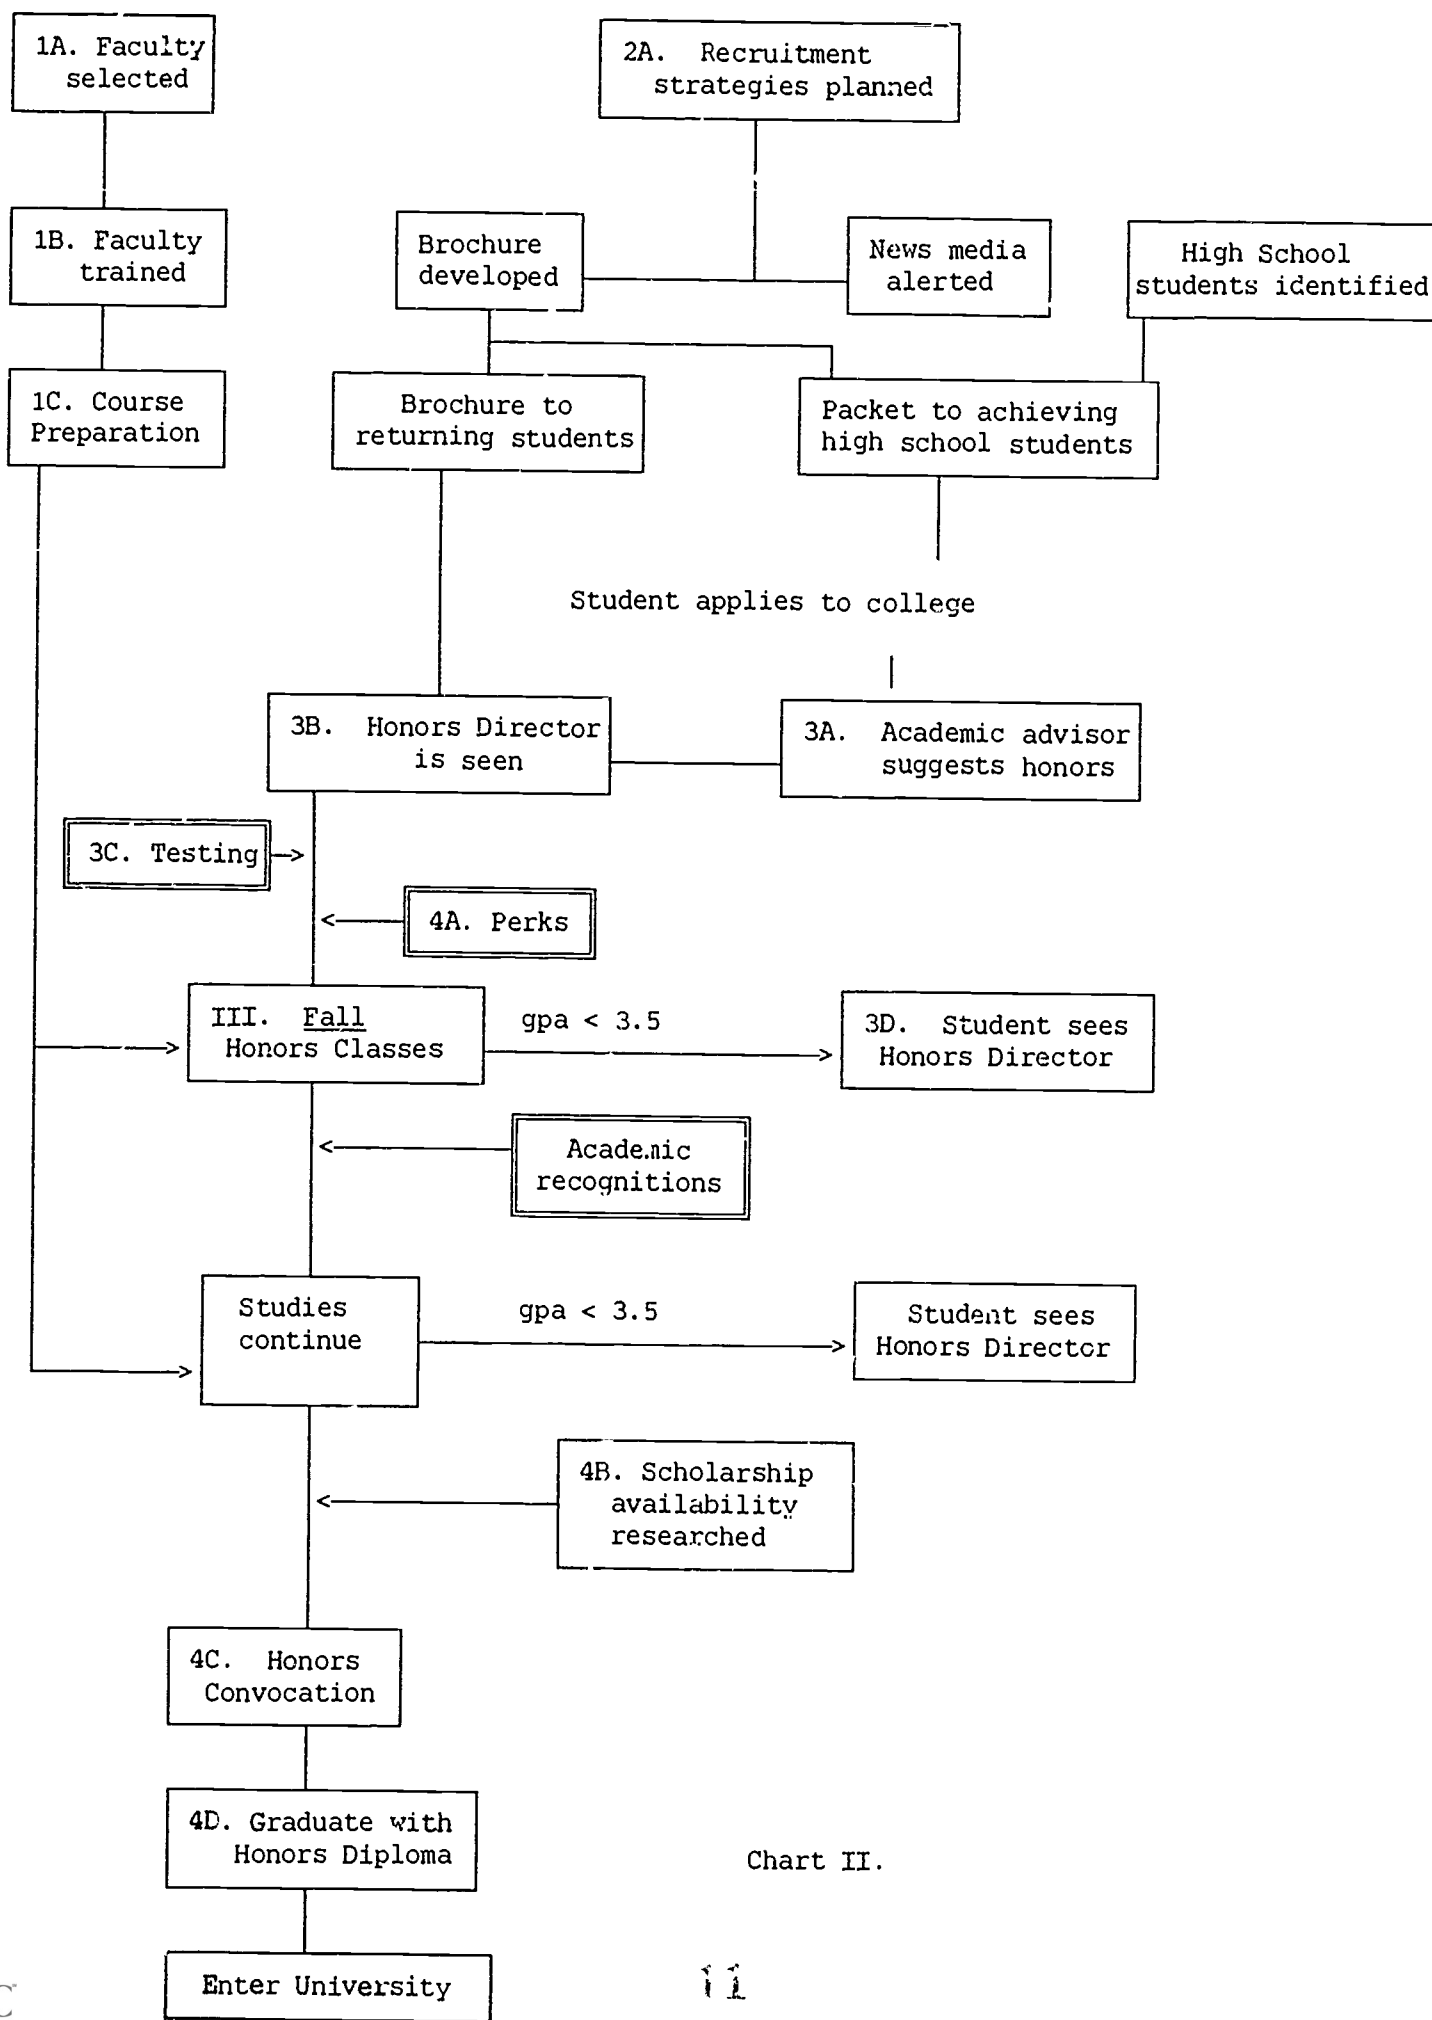 1A. Faculty
selected
2A. Recruitment
strategies planned
1B. Faculty
trained
Brochure
developed
News media
alerted
High School
students identified
1C. Course
Preparation
Brochure to
returning students
Packet to achieving
high school students
Student applies to college
3B. Honors Director
is seen
3A. Academic advisor
suggests honors
3C. Testing
4A. Perks
III. Fall
Honors Classes
gpa < 3.5
3D. Student sees
Honors Director
Academic
recognitions
Studies
continue
gpa < 3.5
Student sees
Honors Director
4B. Scholarship
availability
researched
4C. Honors
Convocation
4D. Graduate with
Honors Diploma
Chart II.
Enter University
11
C